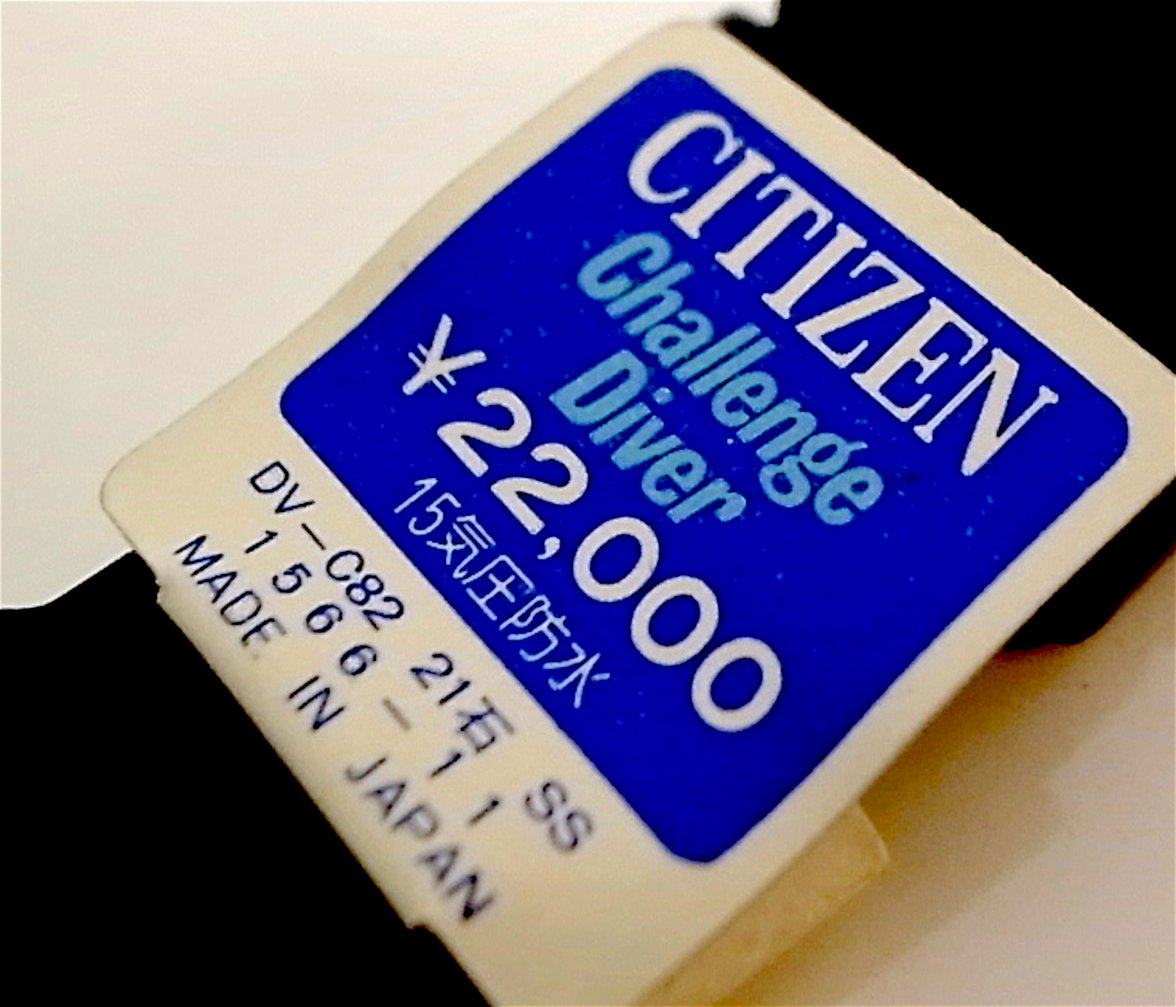 CITIZEN
Challenge
Diver
¥22,000
15気圧防水
DV-C82 21石 SS
1566-11
MADE IN JAPAN